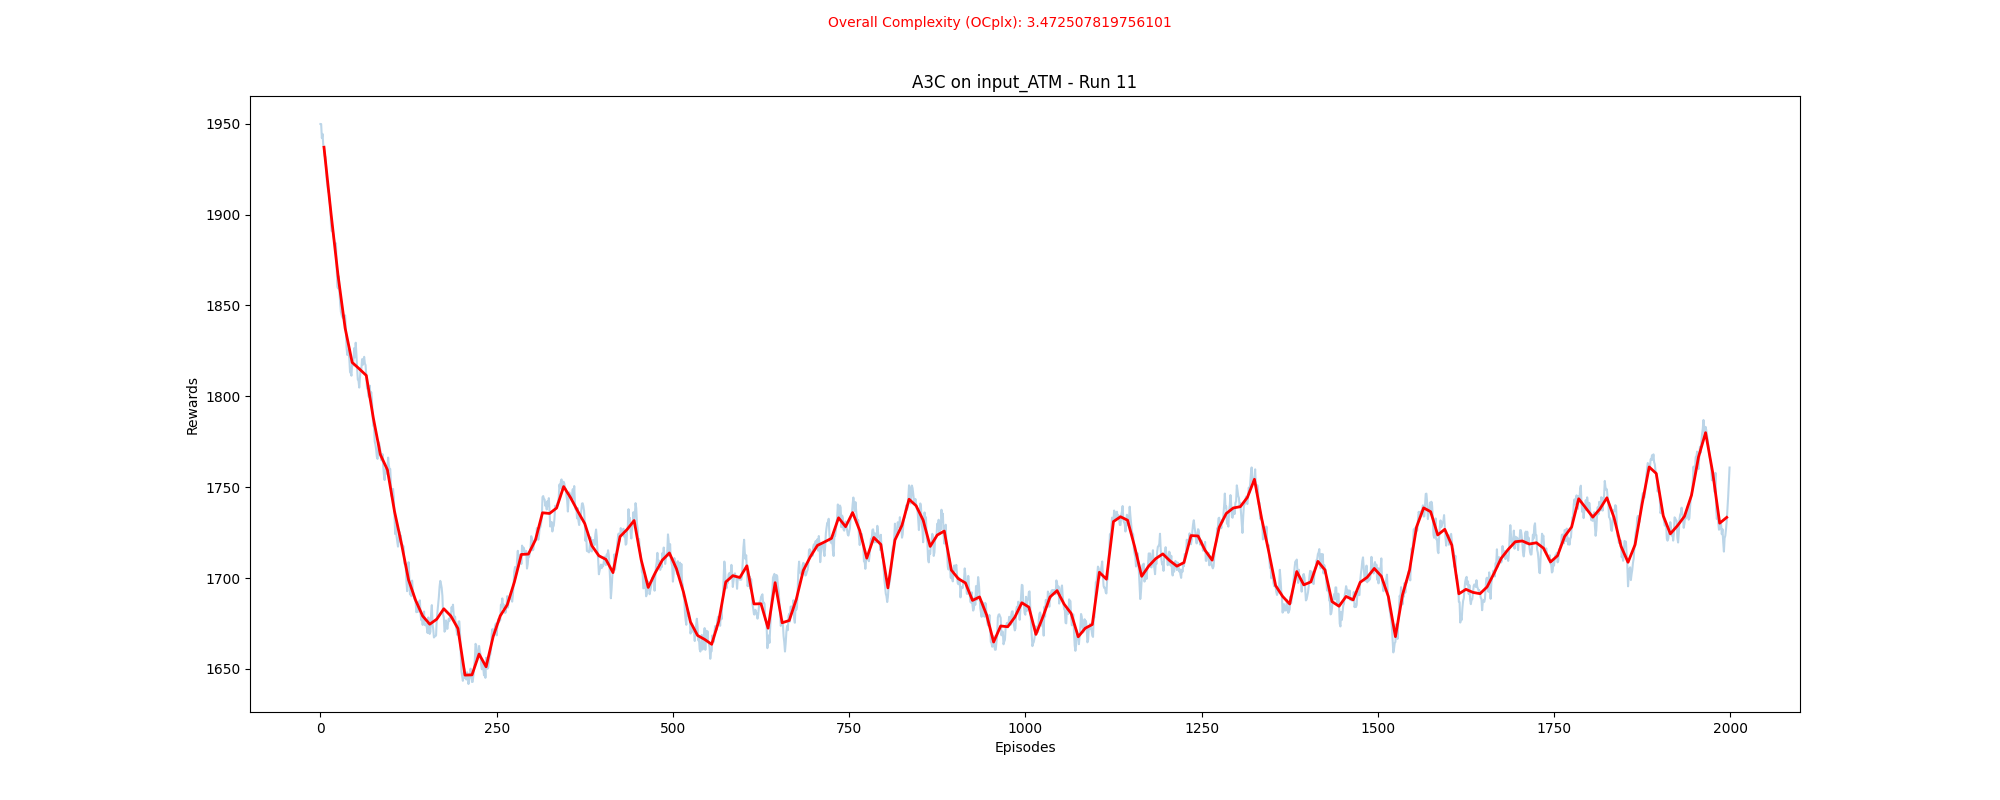 Overall Complexity (OCplx): 3.472507819756101
A3C on input_ATM - Run 11
1950
1900
1850
1800
1750
1700
1650
Rewards
0 250 500 750 1000 1250 1500 1750 2000
Episodes